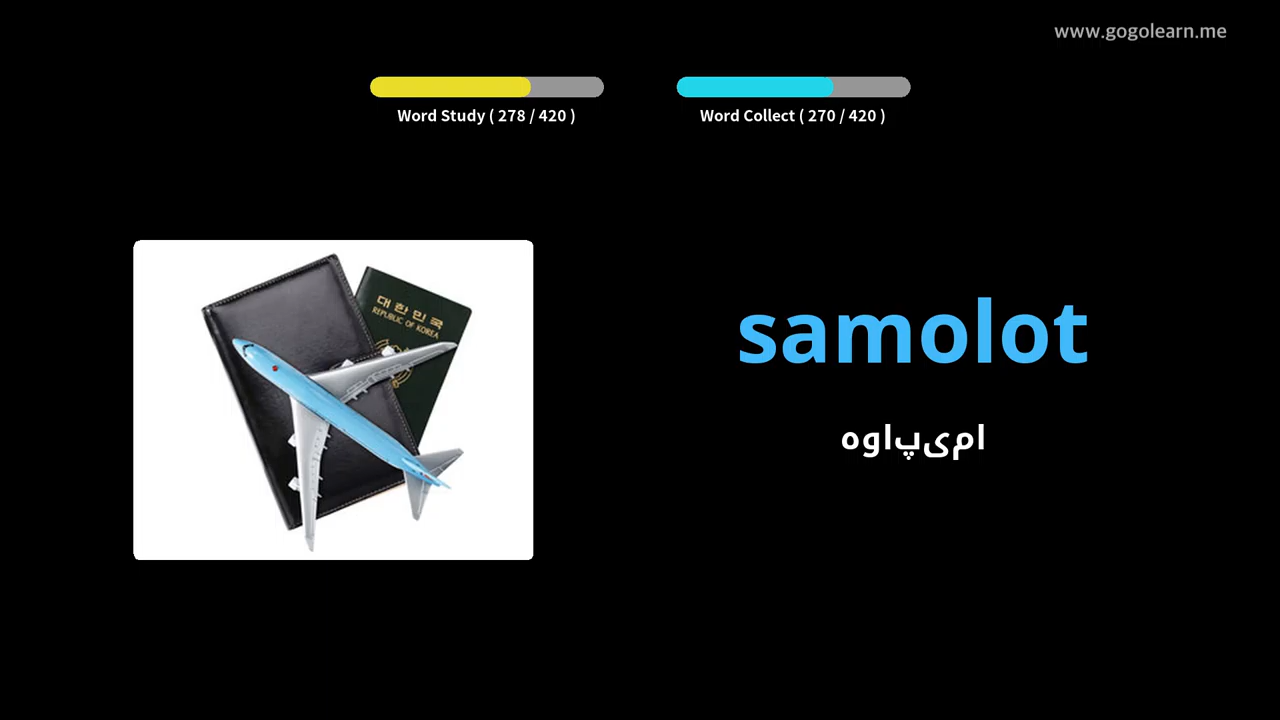 www.gogolearn.me
Word Study ( 278 / 420 )
Word Collect ( 270 / 420 )
대한민국
REPUBLIC OF KOREA
samolot
امی‌پاوه